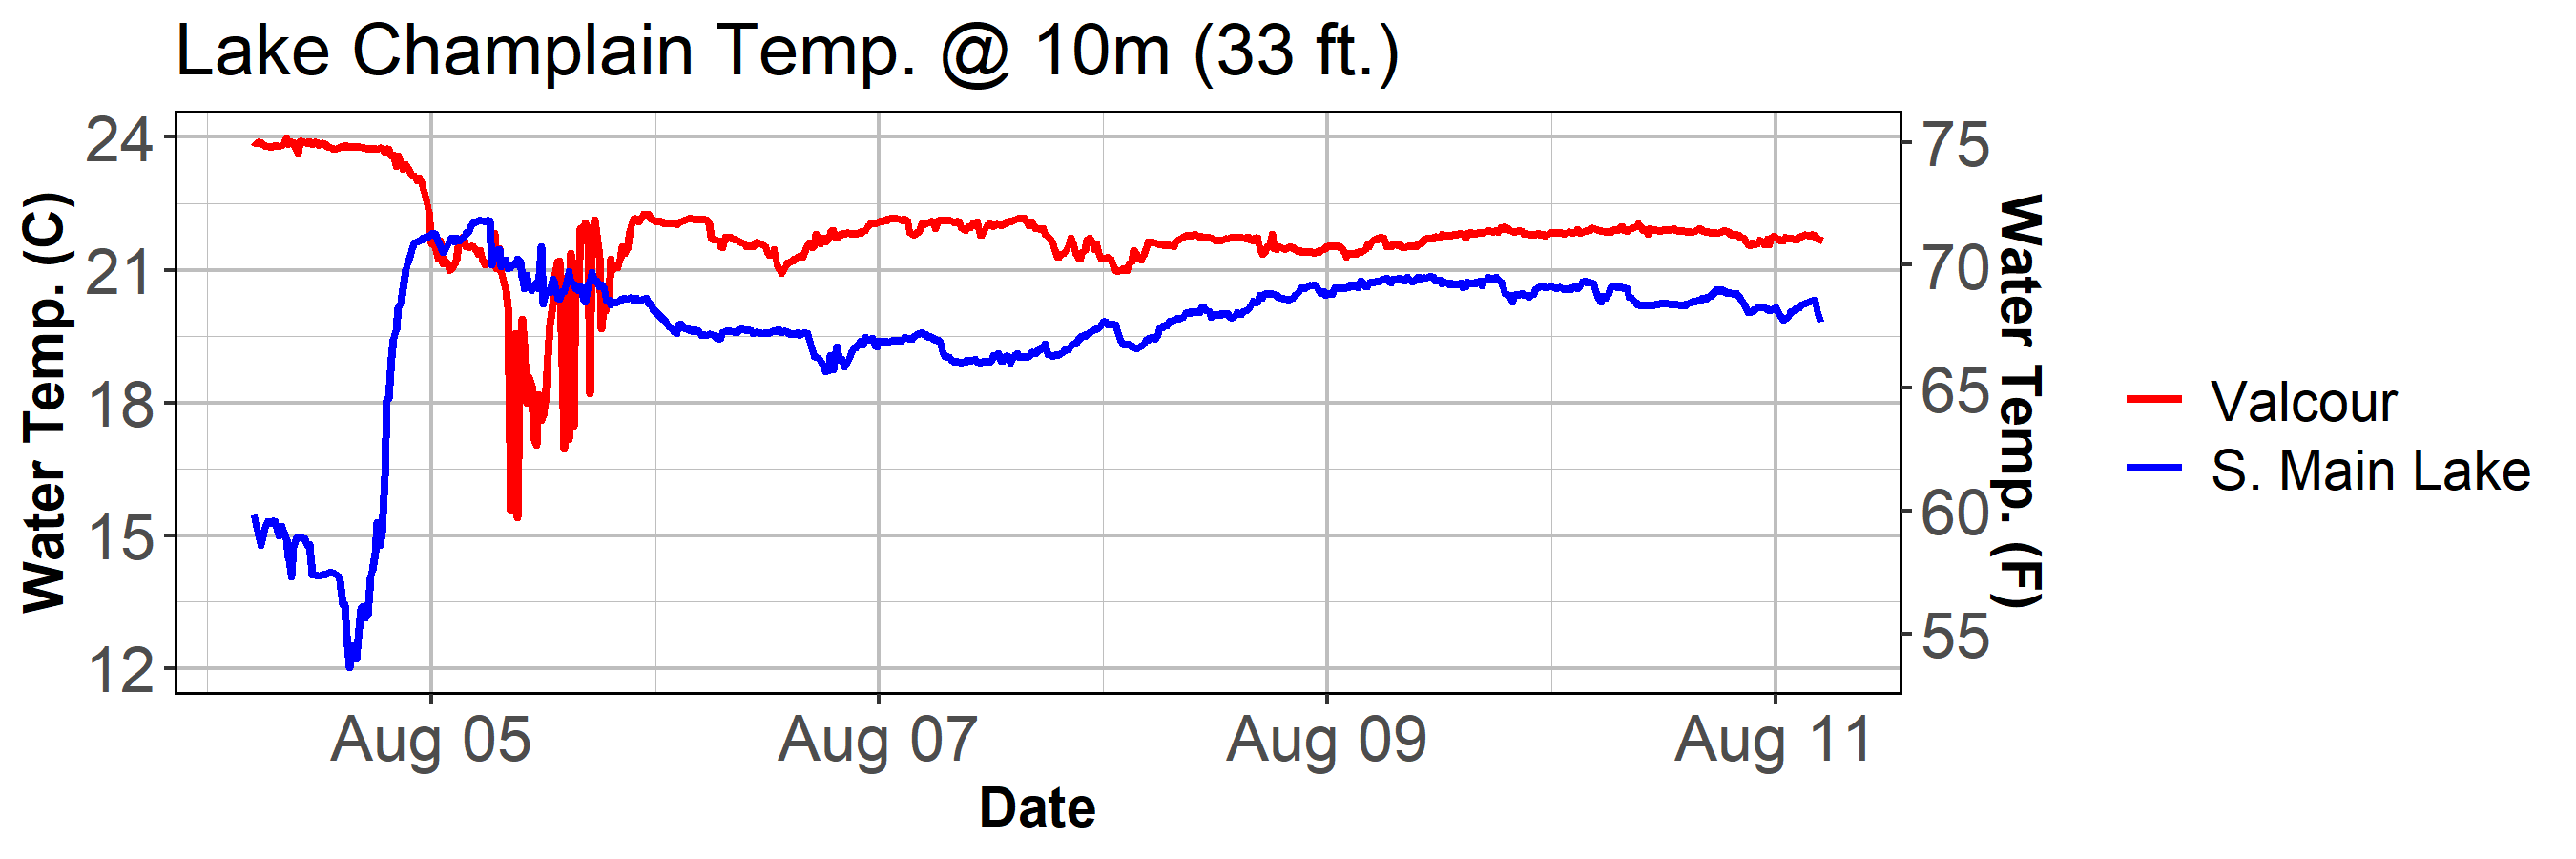 Lake Champlain Temp. @ 10m (33 ft.)
Water Temp. (C)
24
21
18
15
12
75
70
65
60
55
Water Temp. (F)
Aug 05
Aug 07
Aug 09
Aug 11
Date
Valcour
S. Main Lake